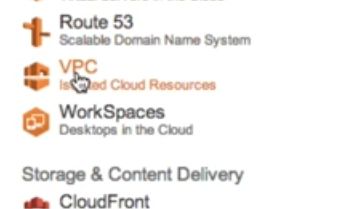 Route 53
Scalable Domain Name System
VPC
Cloud Resources
WorkSpaces
Desktops in the Cloud
Storage & Content Delivery
CloudFront